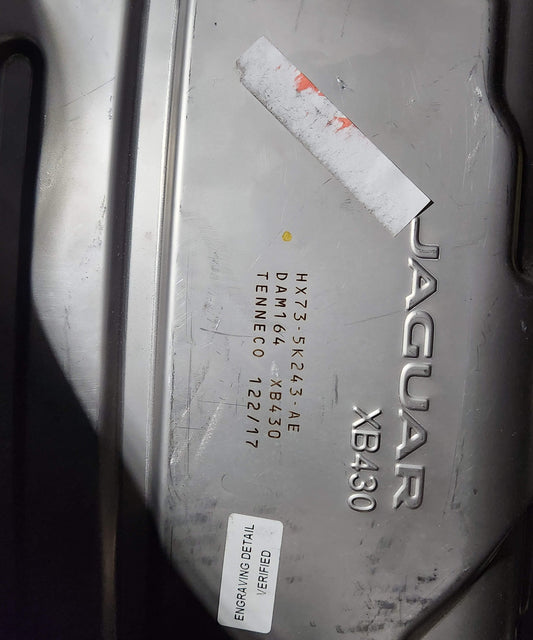 JAGUAR
XB430
HX73-5K243-AE
DAM164 XB430
TENNECO 122/17
ENGRAVING DETAIL
VERIFIED